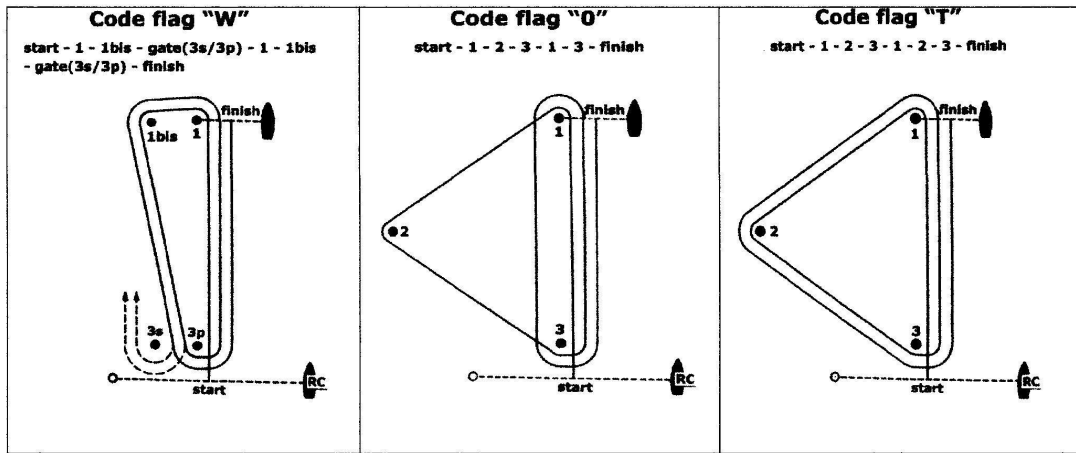 Code flag “W”
start - 1 - 1bis - gate(3s/3p) - 1 - 1bis
- gate(3s/3p) - finish
finish
1bis
1
3s
3p
start
RC
Code flag “0”
start - 1 - 2 - 3 - 1 - 3 - finish
finish
1
2
3
start
RC
Code flag “T”
start - 1 - 2 - 3 - 1 - 2 - 3 - finish
finish
1
2
3
start
RC